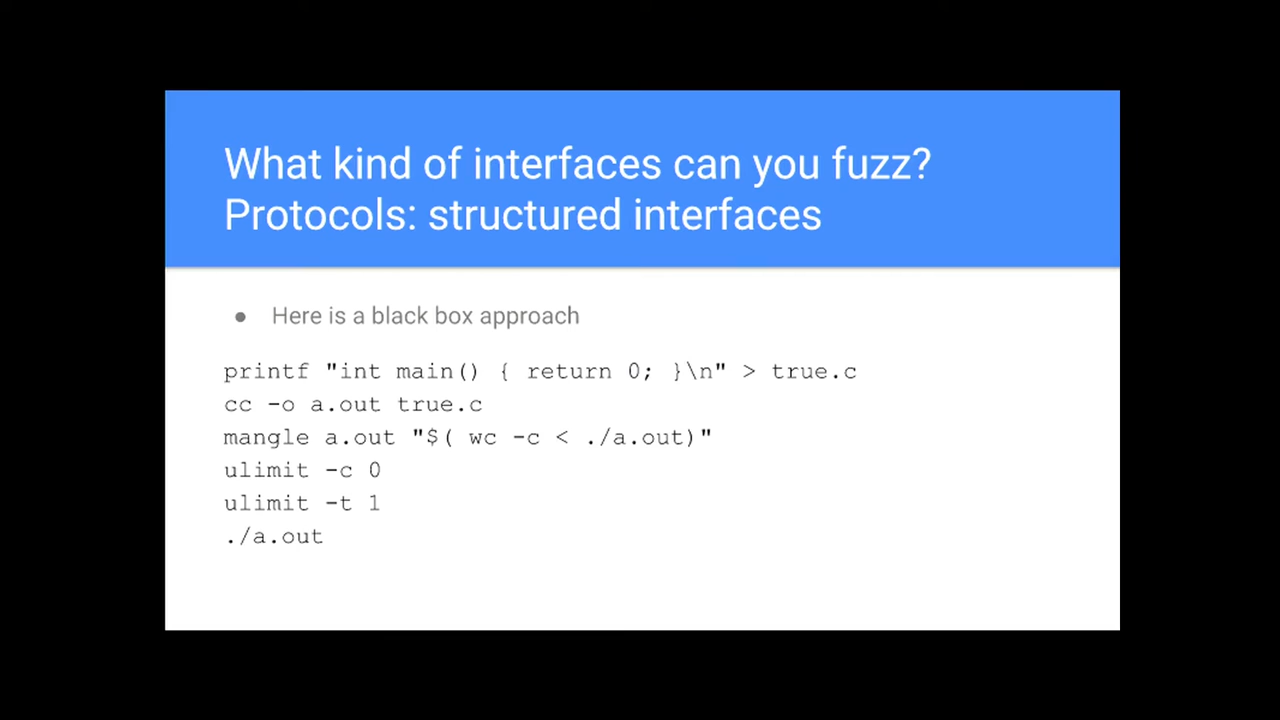 What kind of interfaces can you fuzz?
Protocols: structured interfaces
● Here is a black box approach
printf "int main() { return 0; }\n" > true.c
cc -o a.out true.c
mangle a.out "$( wc -c < ./a.out)"
ulimit -c 0
ulimit -t 1
./a.out